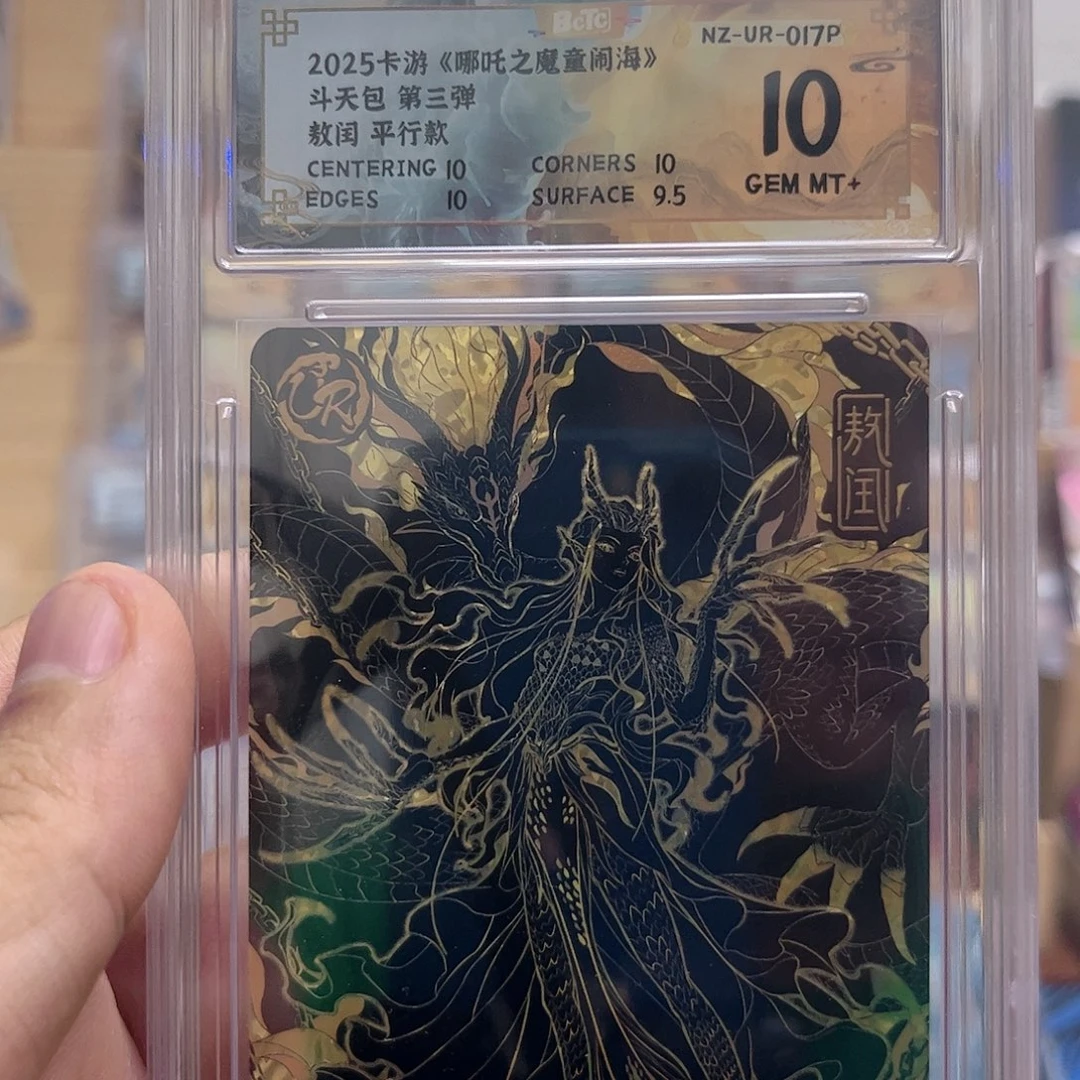 BCTC
NZ-UR-017P
2025卡游《哪吒之魔童闹海》
斗天包 第三弹
敖闰 平行款
10
GEM MT+
CENTERING 10 CORNERS 10
EDGES 10 SURFACE 9.5
CR
敖闰